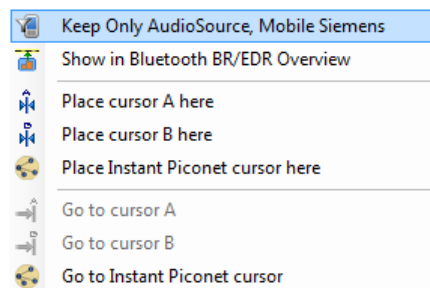 Keep Only AudioSource, Mobile Siemens
Show in Bluetooth BR/EDR Overview
Place cursor A here
Place cursor B here
Place Instant Piconet cursor here
Go to cursor A
Go to cursor B
Go to Instant Piconet cursor